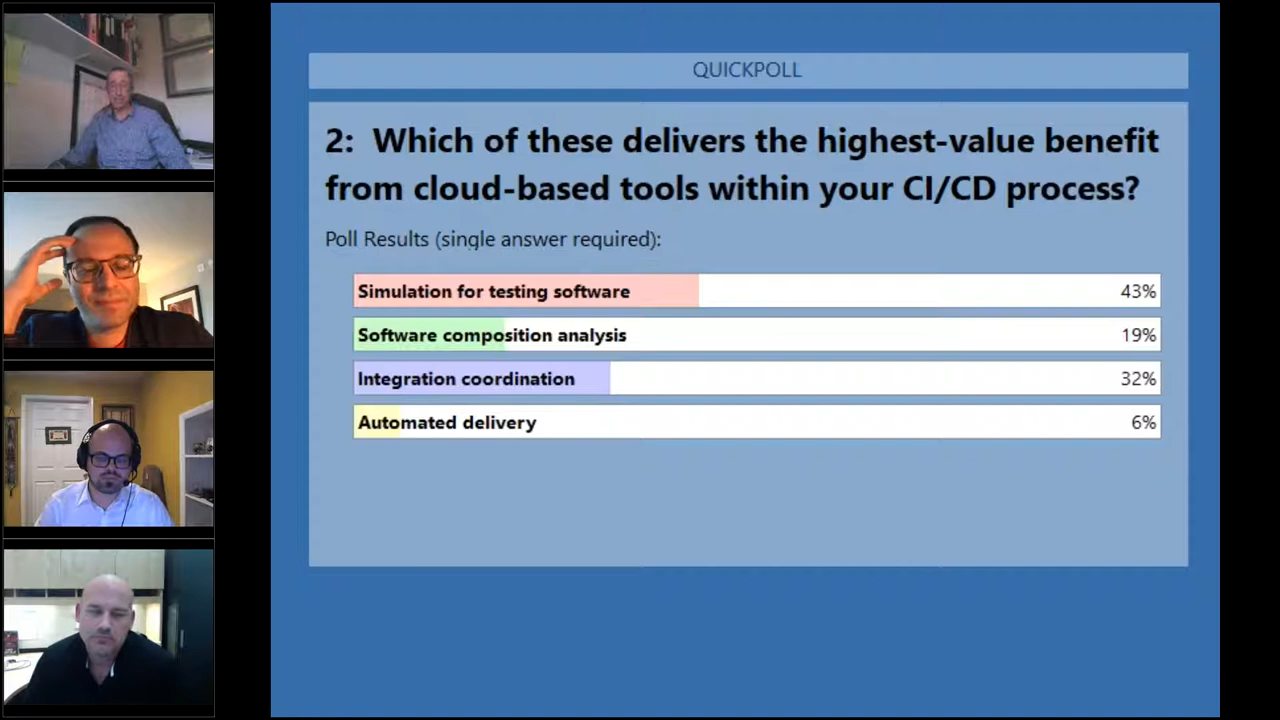 QUICKPOLL
2: Which of these delivers the highest-value benefit
from cloud-based tools within your CI/CD process?
Poll Results (single answer required):
Simulation for testing software 43%
Software composition analysis 19%
Integration coordination 32%
Automated delivery 6%